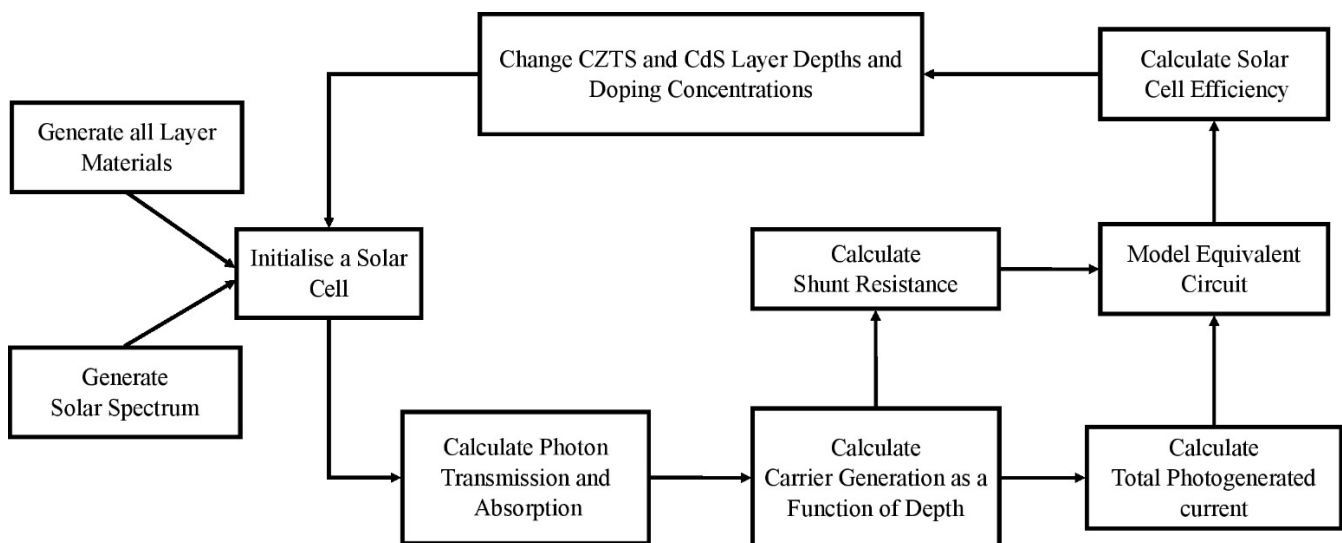 Change CZTS and CdS Layer Depths and
Doping Concentrations
Calculate Solar
Cell Efficiency
Generate all Layer
Materials
Initialise a Solar
Cell
Generate
Solar Spectrum
Calculate
Shunt Resistance
Model Equivalent
Circuit
Calculate Photon
Transmission and
Absorption
Calculate
Carrier Generation as a
Function of Depth
Calculate
Total Photogenerated
current